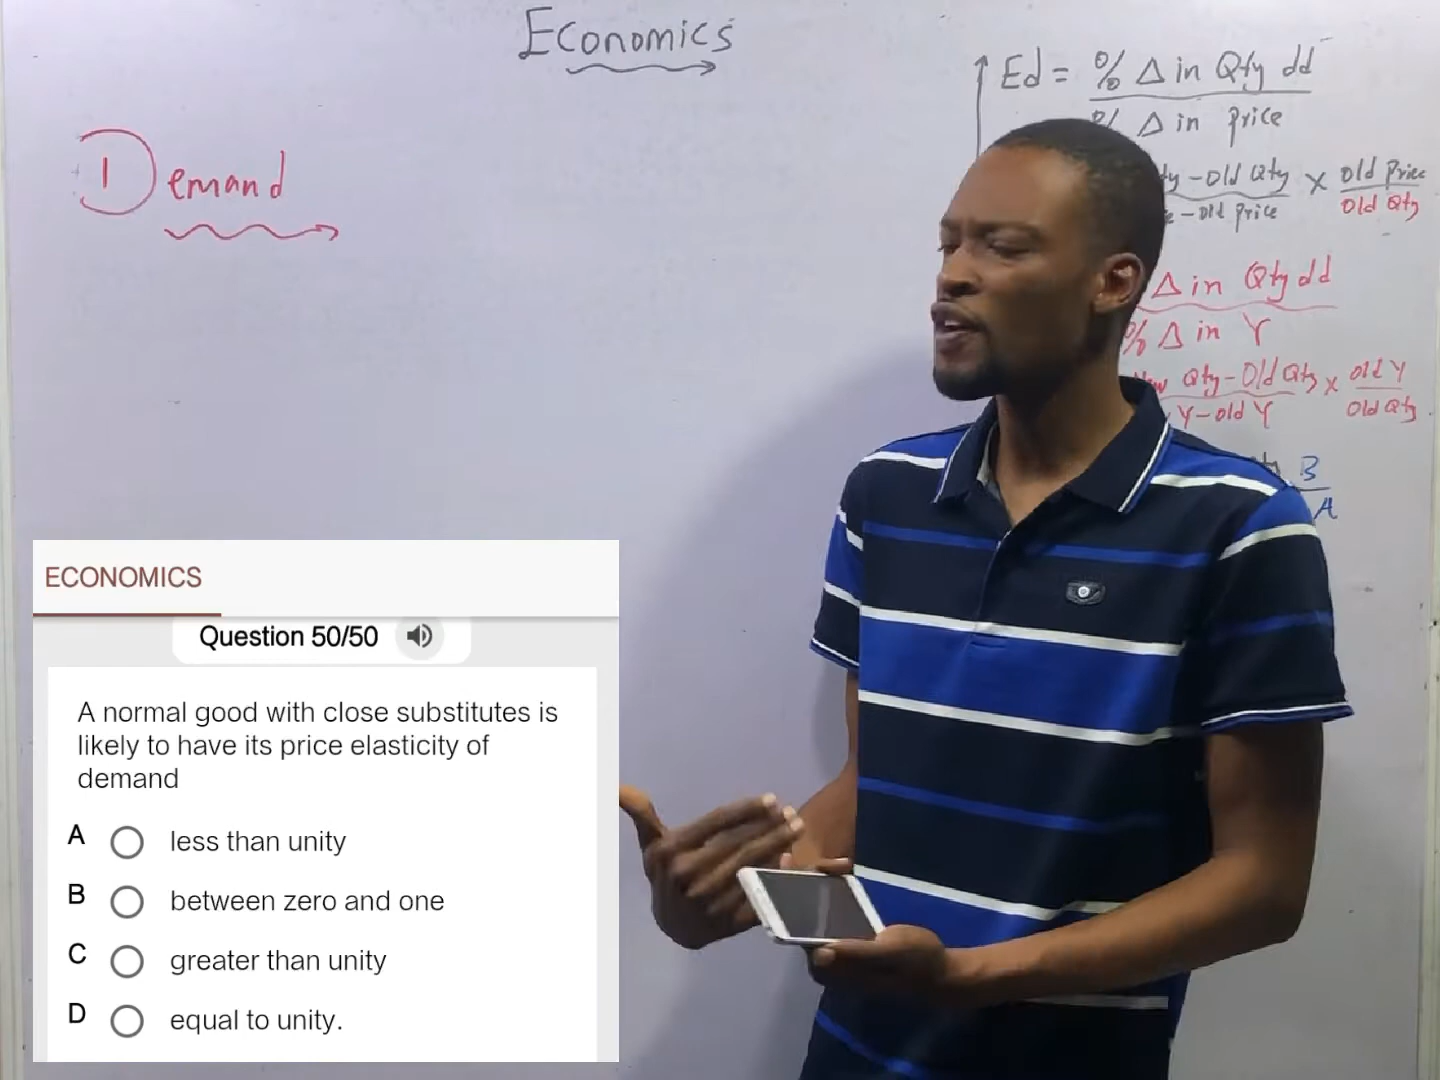 Economics
Demand
Ed = % Δ in Qty dd
% Δ in price
ty - Old Qty × Old Price
e - Old Price Old Qty
Δ in Qty dd
% Δ in Y
New Qty - Old Qty × Old Y
Y - Old Y Old Qty
B
A
ECONOMICS
Question 50/50
A normal good with close substitutes is
likely to have its price elasticity of
demand
A less than unity
B between zero and one
C greater than unity
D equal to unity.